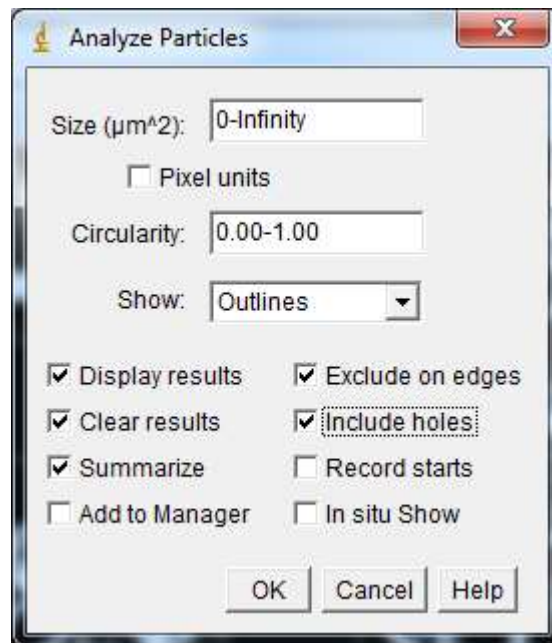 Analyze Particles
Size (µm^2): 0-Infinity
Pixel units
Circularity: 0.00-1.00
Show: Outlines
Display results Exclude on edges
Clear results Include holes
Summarize Record starts
Add to Manager In situ Show
OK Cancel Help